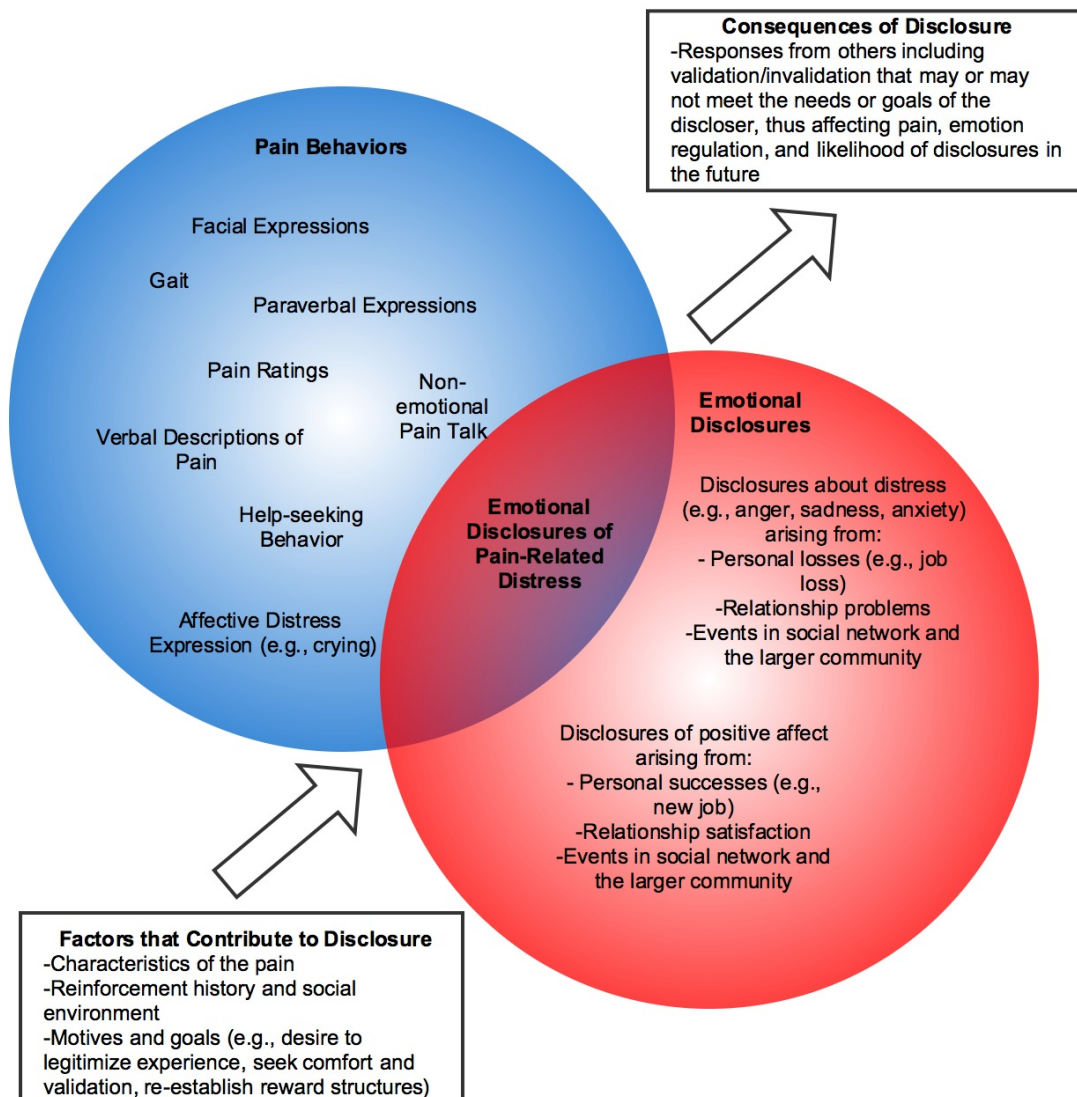 Consequences of Disclosure
-Responses from others including
validation/invalidation that may or may
not meet the needs or goals of the
discloser, thus affecting pain, emotion
regulation, and likelihood of disclosures in
the future
Pain Behaviors
Facial Expressions
Gait
Paraverbal Expressions
Pain Ratings
Non-
emotional
Pain Talk
Verbal Descriptions of
Pain
Help-seeking
Behavior
Affective Distress
Expression (e.g., crying)
Emotional
Disclosures of
Pain-Related
Distress
Emotional
Disclosures
Disclosures about distress
(e.g., anger, sadness, anxiety)
arising from:
- Personal losses (e.g., job
loss)
-Relationship problems
-Events in social network and
the larger community
Disclosures of positive affect
arising from:
- Personal successes (e.g.,
new job)
-Relationship satisfaction
-Events in social network and
the larger community
Factors that Contribute to Disclosure
-Characteristics of the pain
-Reinforcement history and social
environment
-Motives and goals (e.g., desire to
legitimize experience, seek comfort and
validation, re-establish reward structures)